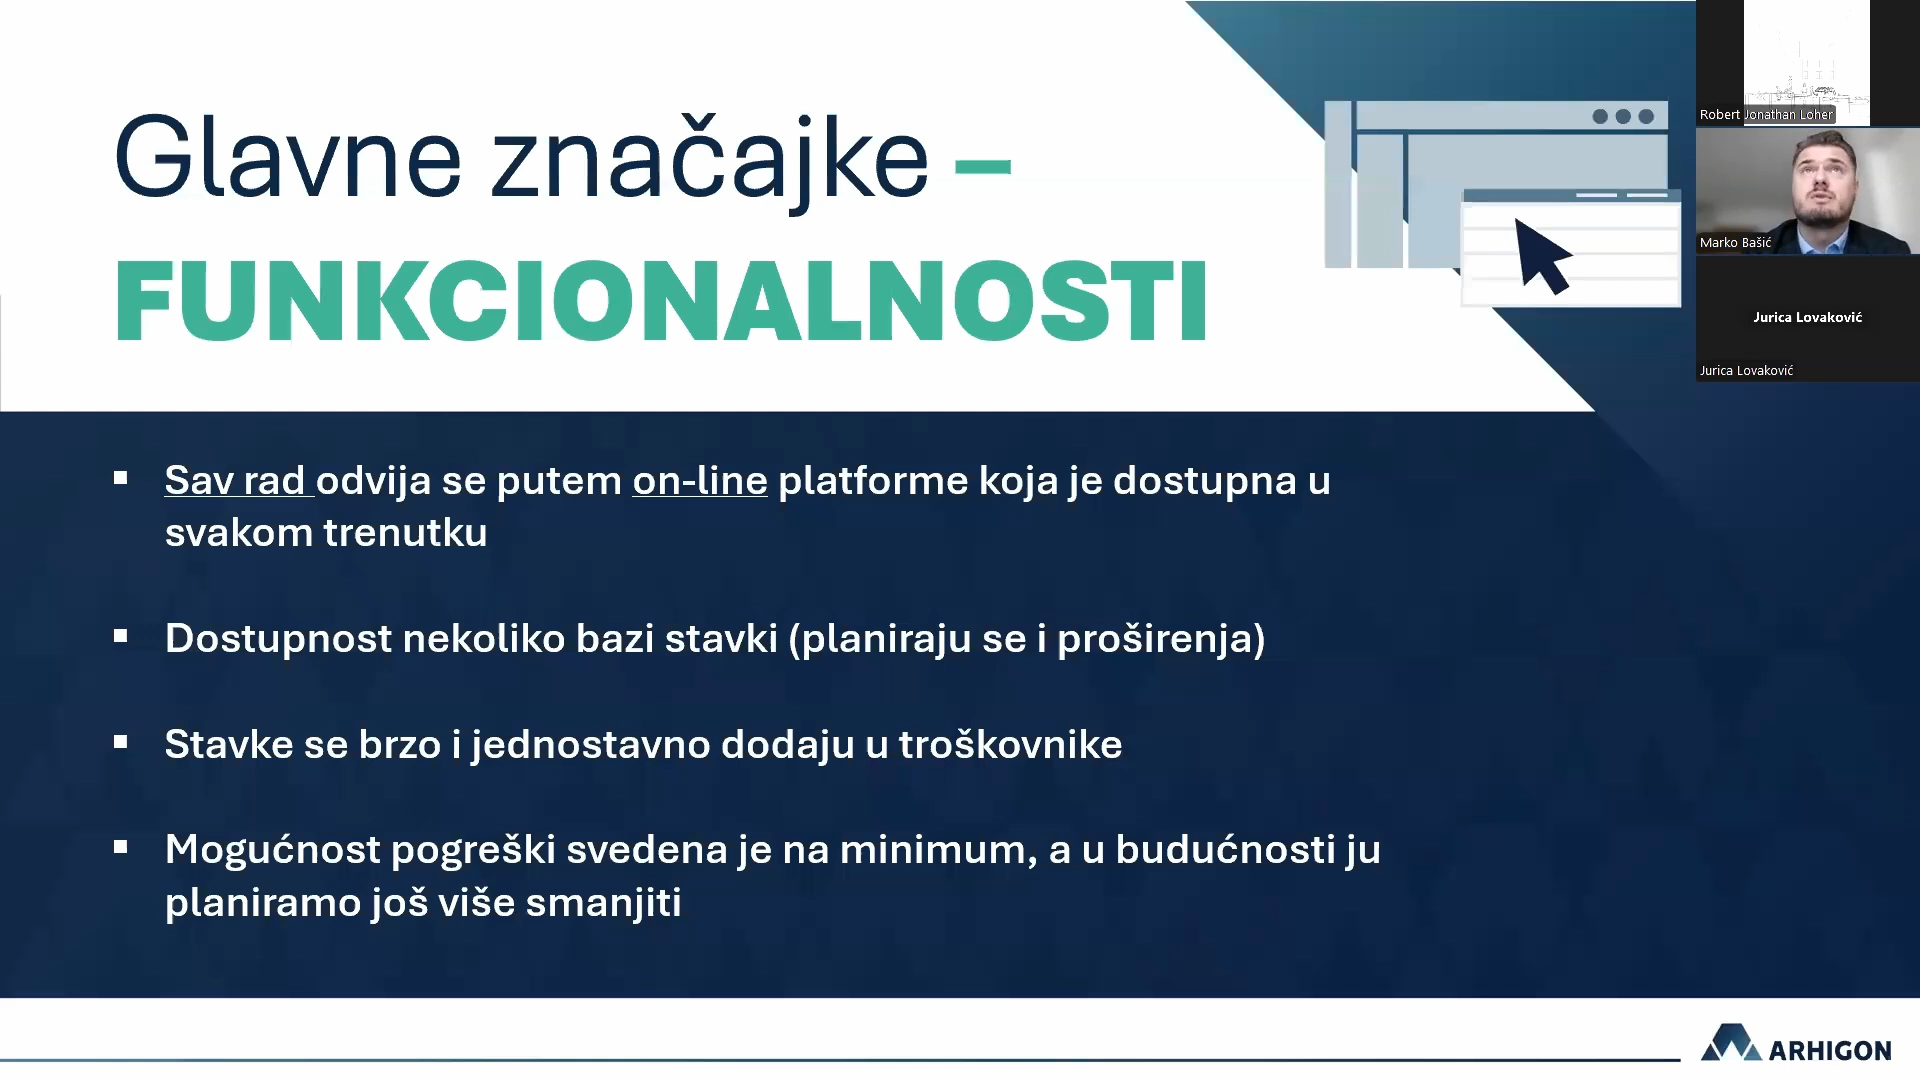 Glavne značajke –
FUNKCIONALNOSTI
Sav rad odvija se putem on-line platforme koja je dostupna u
svakom trenutku
Dostupnost nekoliko bazi stavki (planiraju se i proširenja)
Stavke se brzo i jednostavno dodaju u troškovnike
Mogućnost pogreški svedena je na minimum, a u budućnosti ju
planiramo još više smanjiti
Robert Jonathan Loher
Marko Bašić
Jurica Lovaković
Jurica Lovaković
ARHIGON